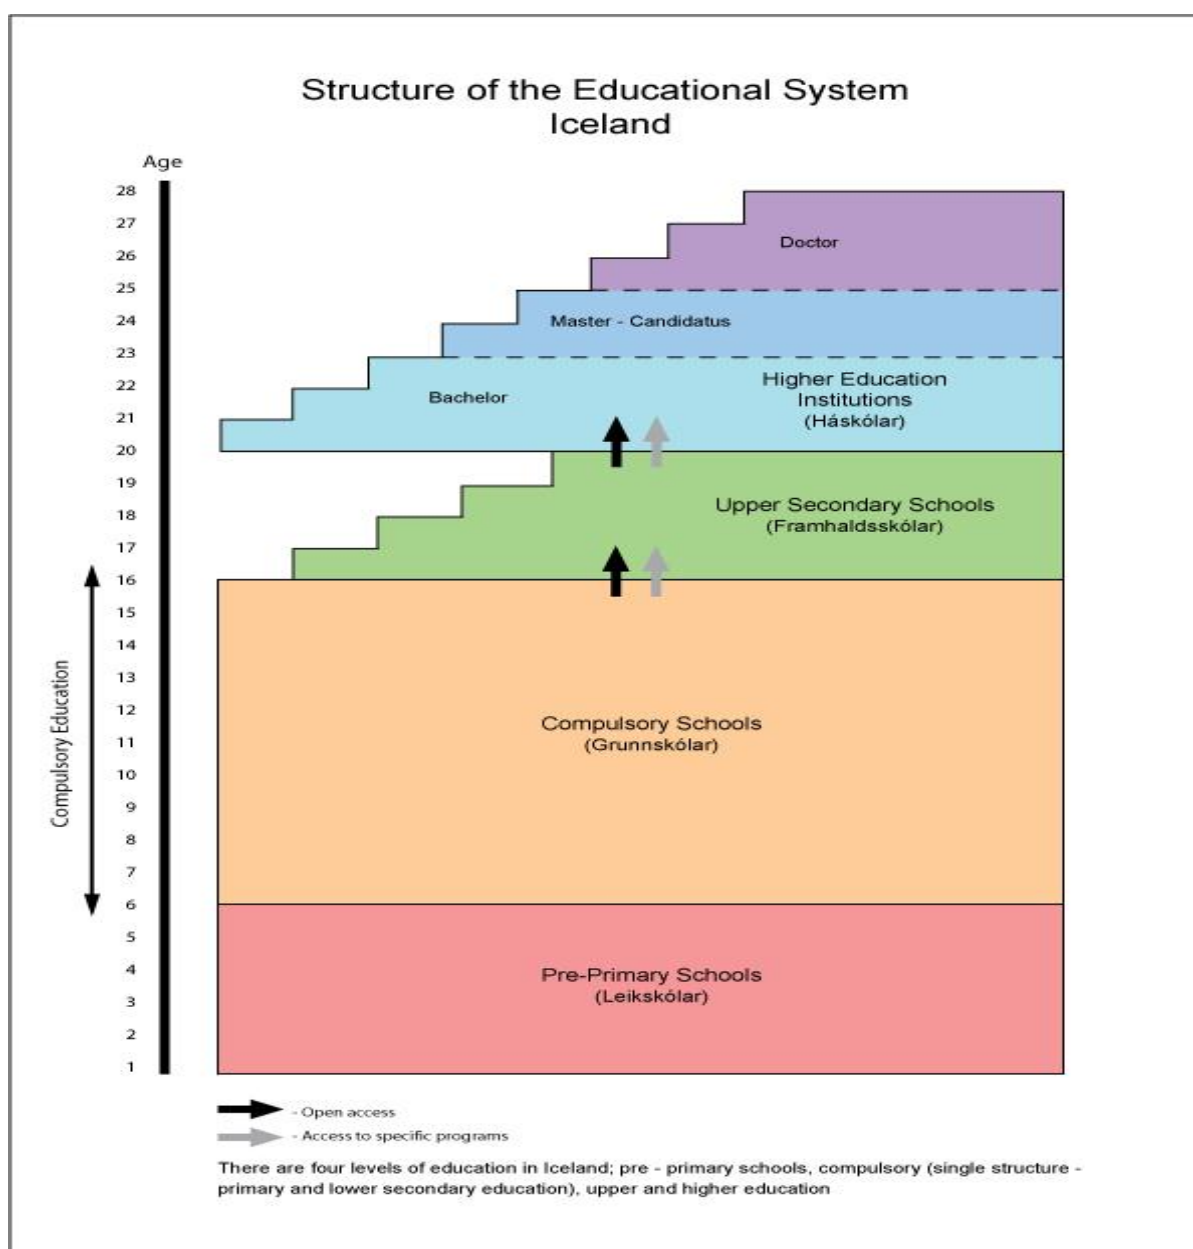 Structure of the Educational System
Iceland
Age
28
27
26
25
24
23
22
21
20
19
18
17
16
15
14
13
12
11
10
9
8
7
6
5
4
3
2
1
Compulsory Education
Doctor
Master - Candidatus
Bachelor
Higher Education
Institutions
(Háskólar)
Upper Secondary Schools
(Framhaldsskólar)
Compulsory Schools
(Grunnskólar)
Pre-Primary Schools
(Leikskólar)
- Open access
- Access to specific programs
There are four levels of education in Iceland; pre - primary schools, compulsory (single structure -
primary and lower secondary education), upper and higher education